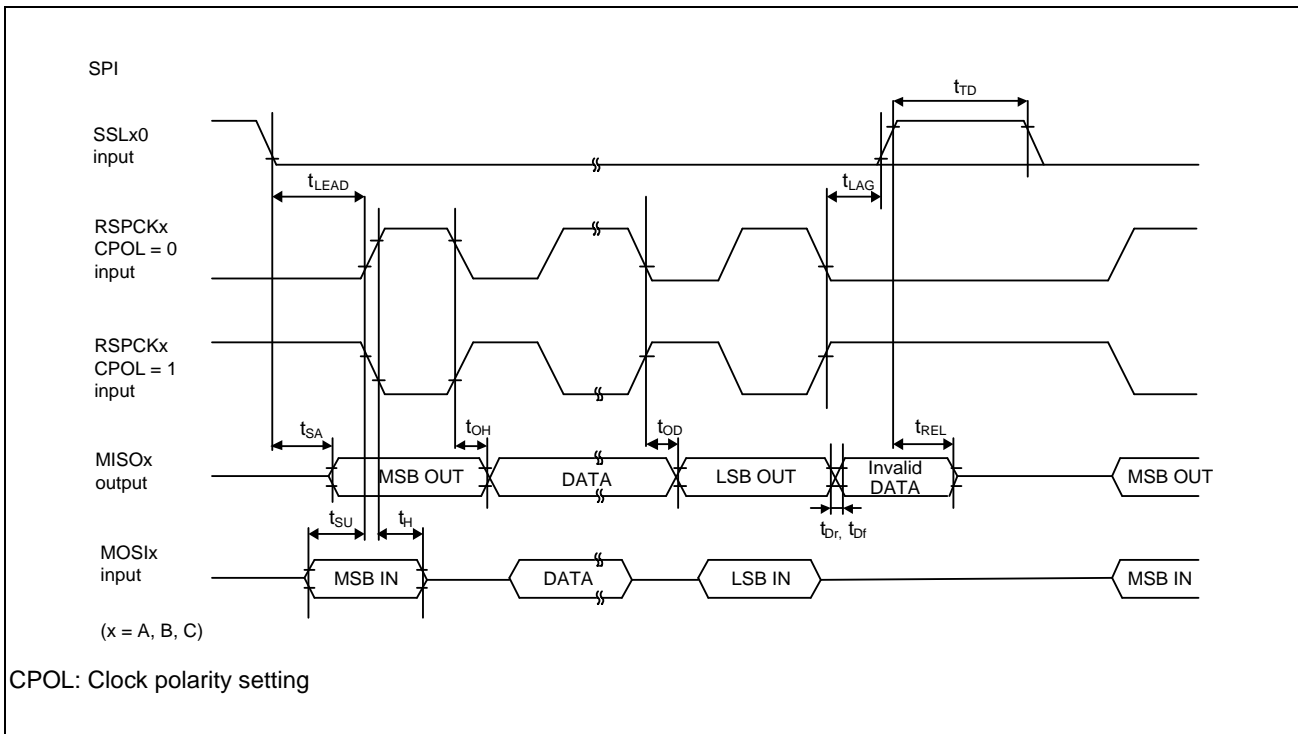 SPI
tTD
SSLx0
input
tLEAD
tLAG
RSPCKx
CPOL = 0
input
RSPCKx
CPOL = 1
input
tSA
tOH
tOD
tREL
MISOx
output
MSB OUT
DATA
LSB OUT
Invalid
DATA
MSB OUT
tSU
tH
tDr, tDf
MOSIx
input
MSB IN
DATA
LSB IN
MSB IN
(x = A, B, C)
CPOL: Clock polarity setting